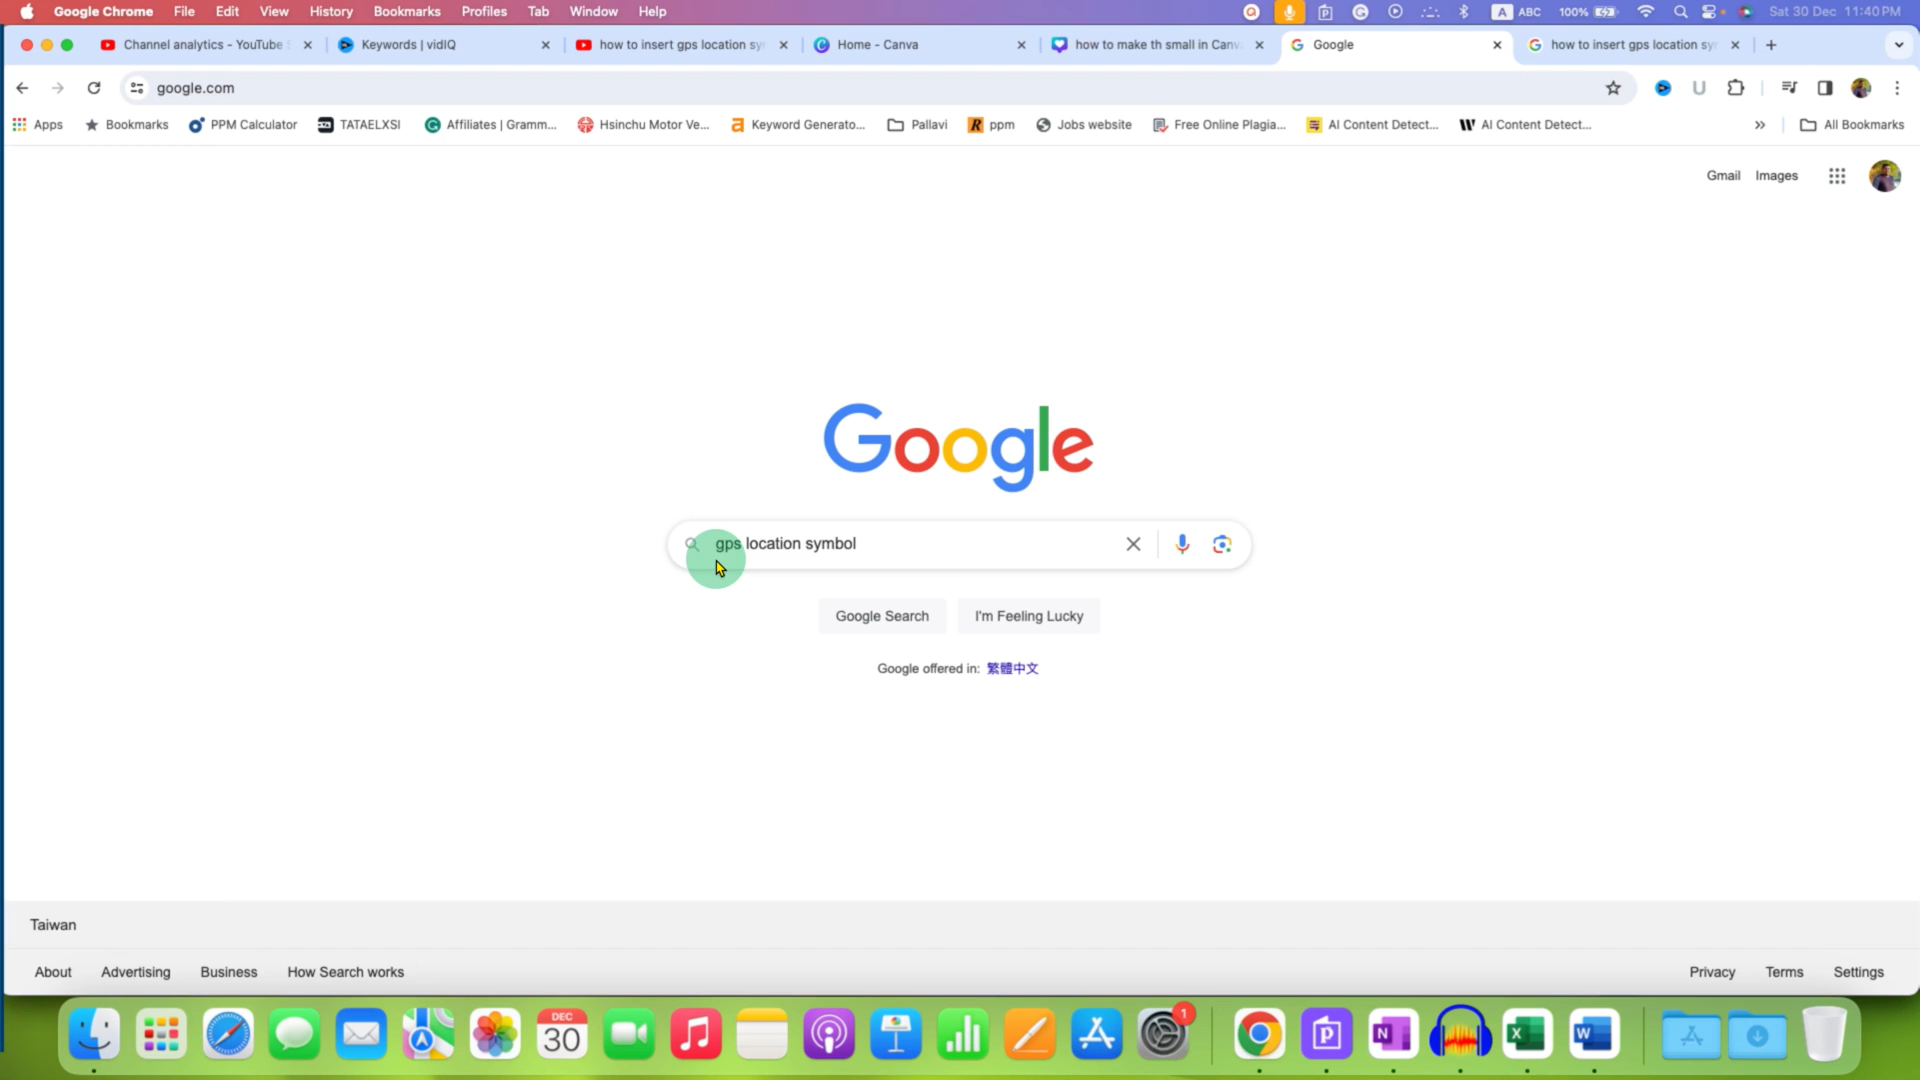 Google Chrome File Edit View History Bookmarks Profiles Tab Window Help A ABC 100% Sat 30 Dec 11:40 PM
Channel analytics - YouTube Keywords | vidIQ how to insert gps location sy Home - Canva how to make th small in Canv Google how to insert gps location sy
google.com
Apps Bookmarks PPM Calculator TATAELXSI Affiliates | Gramm... Hsinchu Motor Ve... Keyword Generato... Pallavi ppm Jobs website Free Online Plagia... AI Content Detect... AI Content Detect... » All Bookmarks
Gmail Images
Google
gps location symbol
Google Search I'm Feeling Lucky
Google offered in: 繁體中文
Taiwan
About Advertising Business How Search works Privacy Terms Settings
DEC
30
1